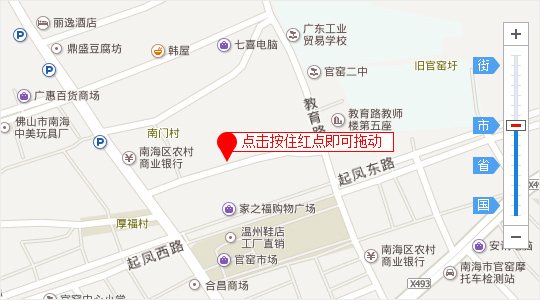 丽逸酒店
鼎盛豆腐坊
韩屋
七喜电脑
广东工业
贸易学校
官窑二中
旧官窑圩
街
广惠百货商场
佛山市南海
中美玩具厂
南门村
南海区农村
商业银行
教育路
教育路教师
楼第五座
市
点击按住红点即可拖动
起凤东路
省
X493
国
家之福购物广场
厚福村
温州鞋店
工厂直销
起凤西路
官窑市场
南海区农村
商业银行
南海市官窑摩
托车检测站
合昌商场
X493